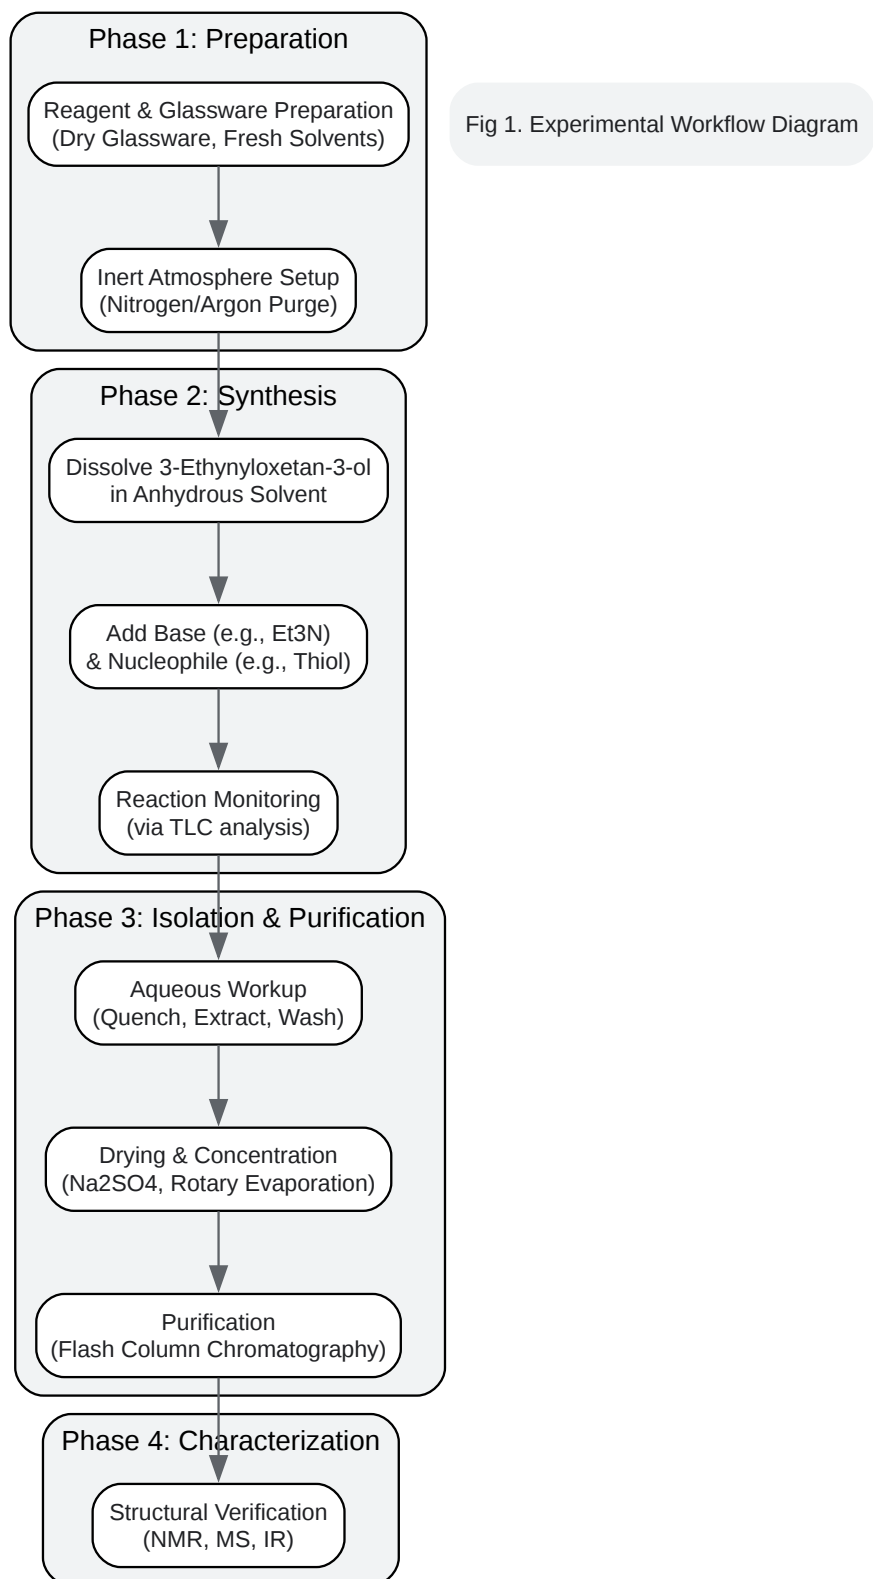 Phase 1: Preparation
Reagent & Glassware Preparation
(Dry Glassware, Fresh Solvents)
Fig 1. Experimental Workflow Diagram
Inert Atmosphere Setup
(Nitrogen/Argon Purge)
Phase 2: Synthesis
Dissolve 3-Ethynyloxetan-3-ol
in Anhydrous Solvent
Add Base (e.g., Et3N)
& Nucleophile (e.g., Thiol)
Reaction Monitoring
(via TLC analysis)
Phase 3: Isolation & Purification
Aqueous Workup
(Quench, Extract, Wash)
Drying & Concentration
(Na2SO4, Rotary Evaporation)
Purification
(Flash Column Chromatography)
Phase 4: Characterization
Structural Verification
(NMR, MS, IR)